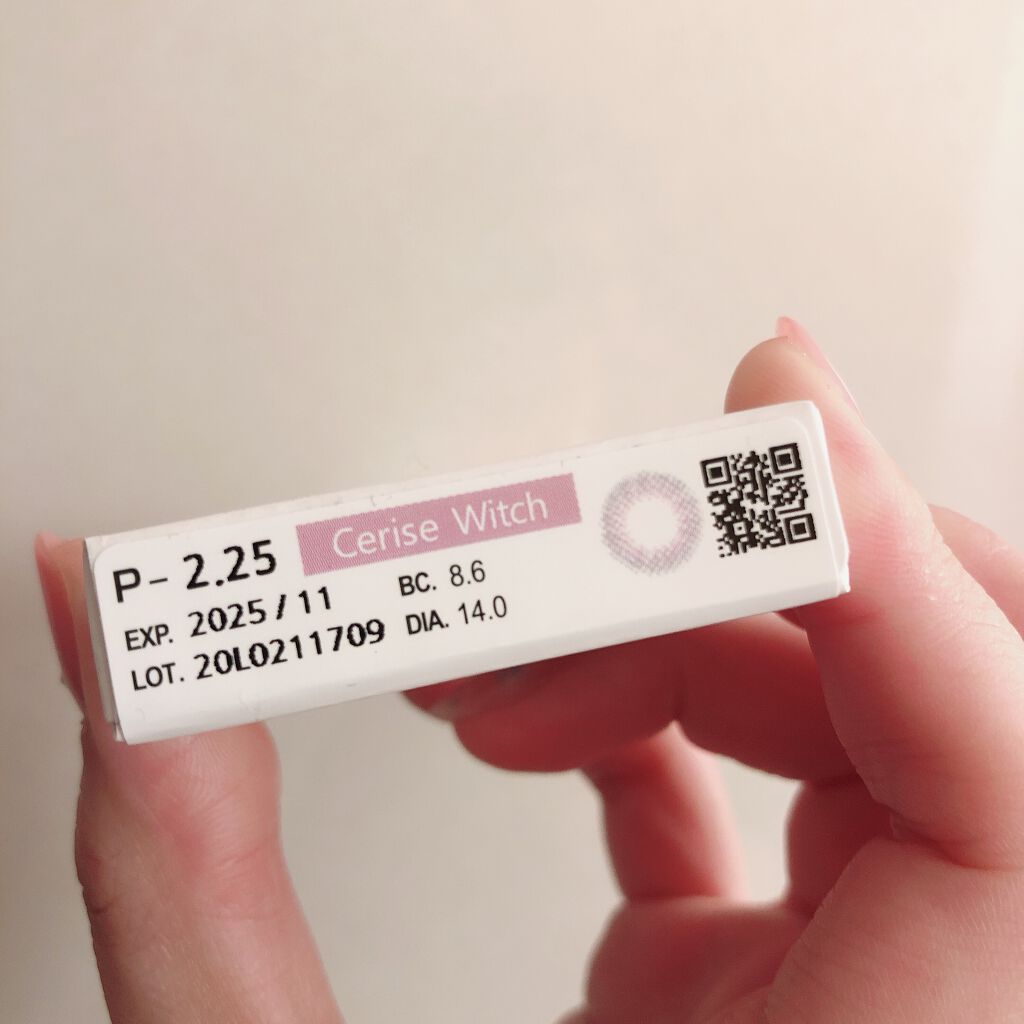 Cerise Witch
P - 2.25
EXP. 2025 / 11
LOT. 20L0211709
BC. 8.6
DIA. 14.0